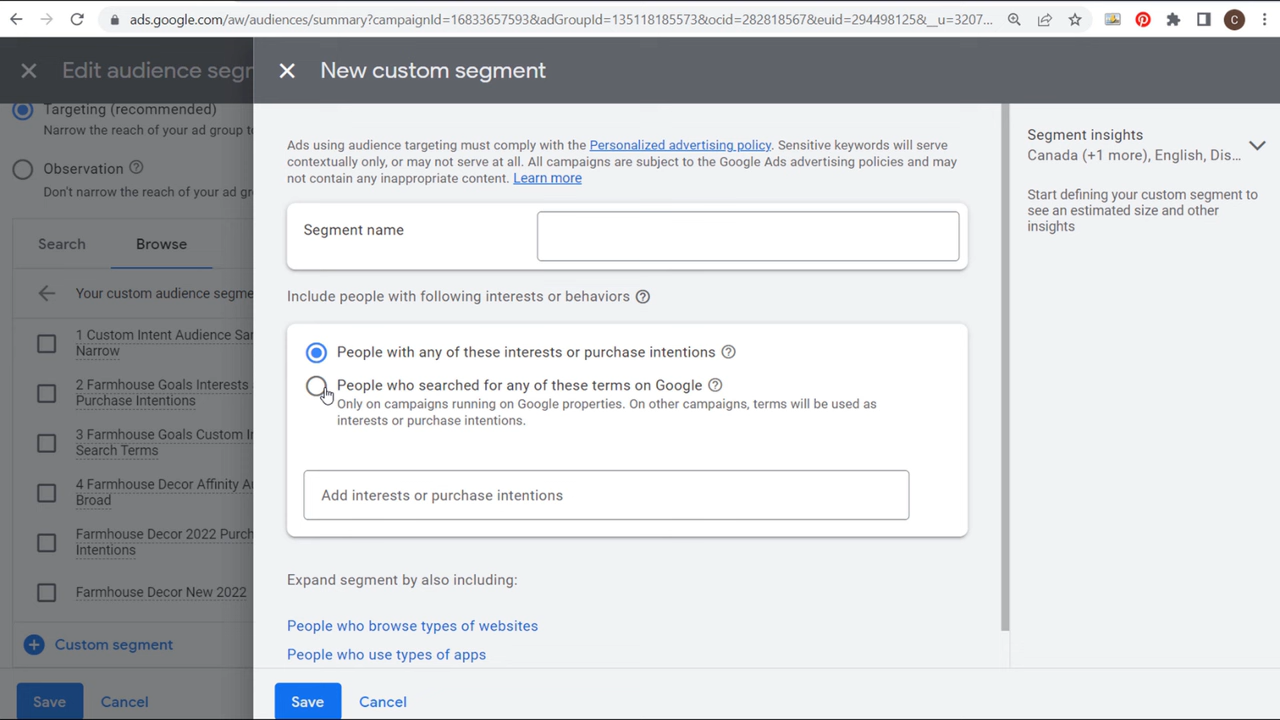 ads.google.com/aw/audiences/summary?campaignId=16833657593&adGroupId=135118185573&ocid=282818567&euid=294498125&__u=3207...
C
Edit audience segr
New custom segment
Targeting (recommended)
Narrow the reach of your ad group to
Observation
Don't narrow the reach of your ad gr
Search
Browse
Your custom audience segme
1 Custom Intent Audience Sar
Narrow
2 Farmhouse Goals Interests
Purchase Intentions
3 Farmhouse Goals Custom In
Search Terms
4 Farmhouse Decor Affinity Au
Broad
Farmhouse Decor 2022 Purch
Intentions
Farmhouse Decor New 2022
Custom segment
Save
Cancel
Ads using audience targeting must comply with the Personalized advertising policy. Sensitive keywords will serve
contextually only, or may not serve at all. All campaigns are subject to the Google Ads advertising policies and may
not contain any inappropriate content. Learn more
Segment name
Include people with following interests or behaviors
People with any of these interests or purchase intentions
People who searched for any of these terms on Google
Only on campaigns running on Google properties. On other campaigns, terms will be used as
interests or purchase intentions.
Add interests or purchase intentions
Expand segment by also including:
People who browse types of websites
People who use types of apps
Save
Cancel
Segment insights
Canada (+1 more), English, Dis...
Start defining your custom segment to
see an estimated size and other
insights